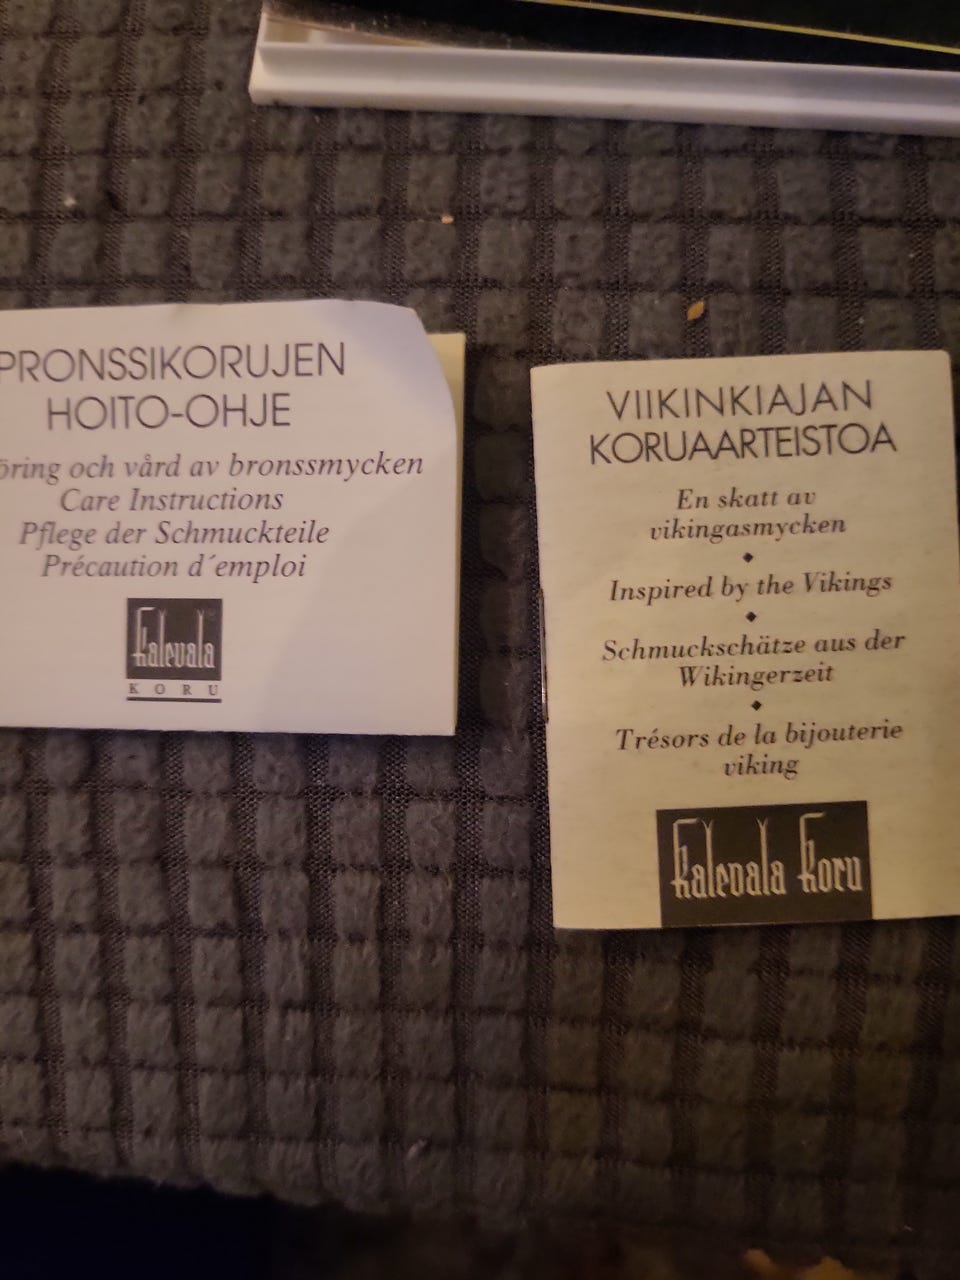 PRONSSIKORUJEN
HOITO-OHJE
och vård av bronssmycken
Care Instructions
Pflege der Schmuckteile
Précaution d´emploi
Kalevala
KORU
VIIKINKIAJAN
KORUAARTEISTOA
En skatt av
vikingasmycken
Inspired by the Vikings
Schmuckschätze aus der
Wikingerzeit
Trésors de la bijouterie
viking
Kalevala Koru